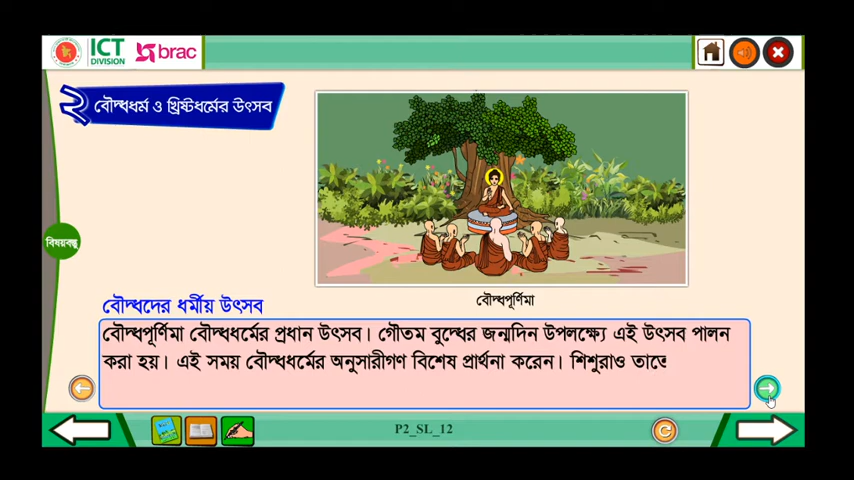 ICT
DIVISION
brac
২
বৌদ্ধধর্ম ও খ্রিষ্টধর্মের উৎসব
বিষয়বস্তু
বৌদ্ধপূর্ণিমা
বৌদ্ধদের ধর্মীয় উৎসব
বৌদ্ধপূর্ণিমা বৌদ্ধধর্মের প্রধান উৎসব। গৌতম বুদ্ধের জন্মদিন উপলক্ষ্যে এই উৎসব পালন
করা হয়। এই সময় বৌদ্ধধর্মের অনুসারীগণ বিশেষ প্রার্থনা করেন। শিশুরাও
P2_SL_12